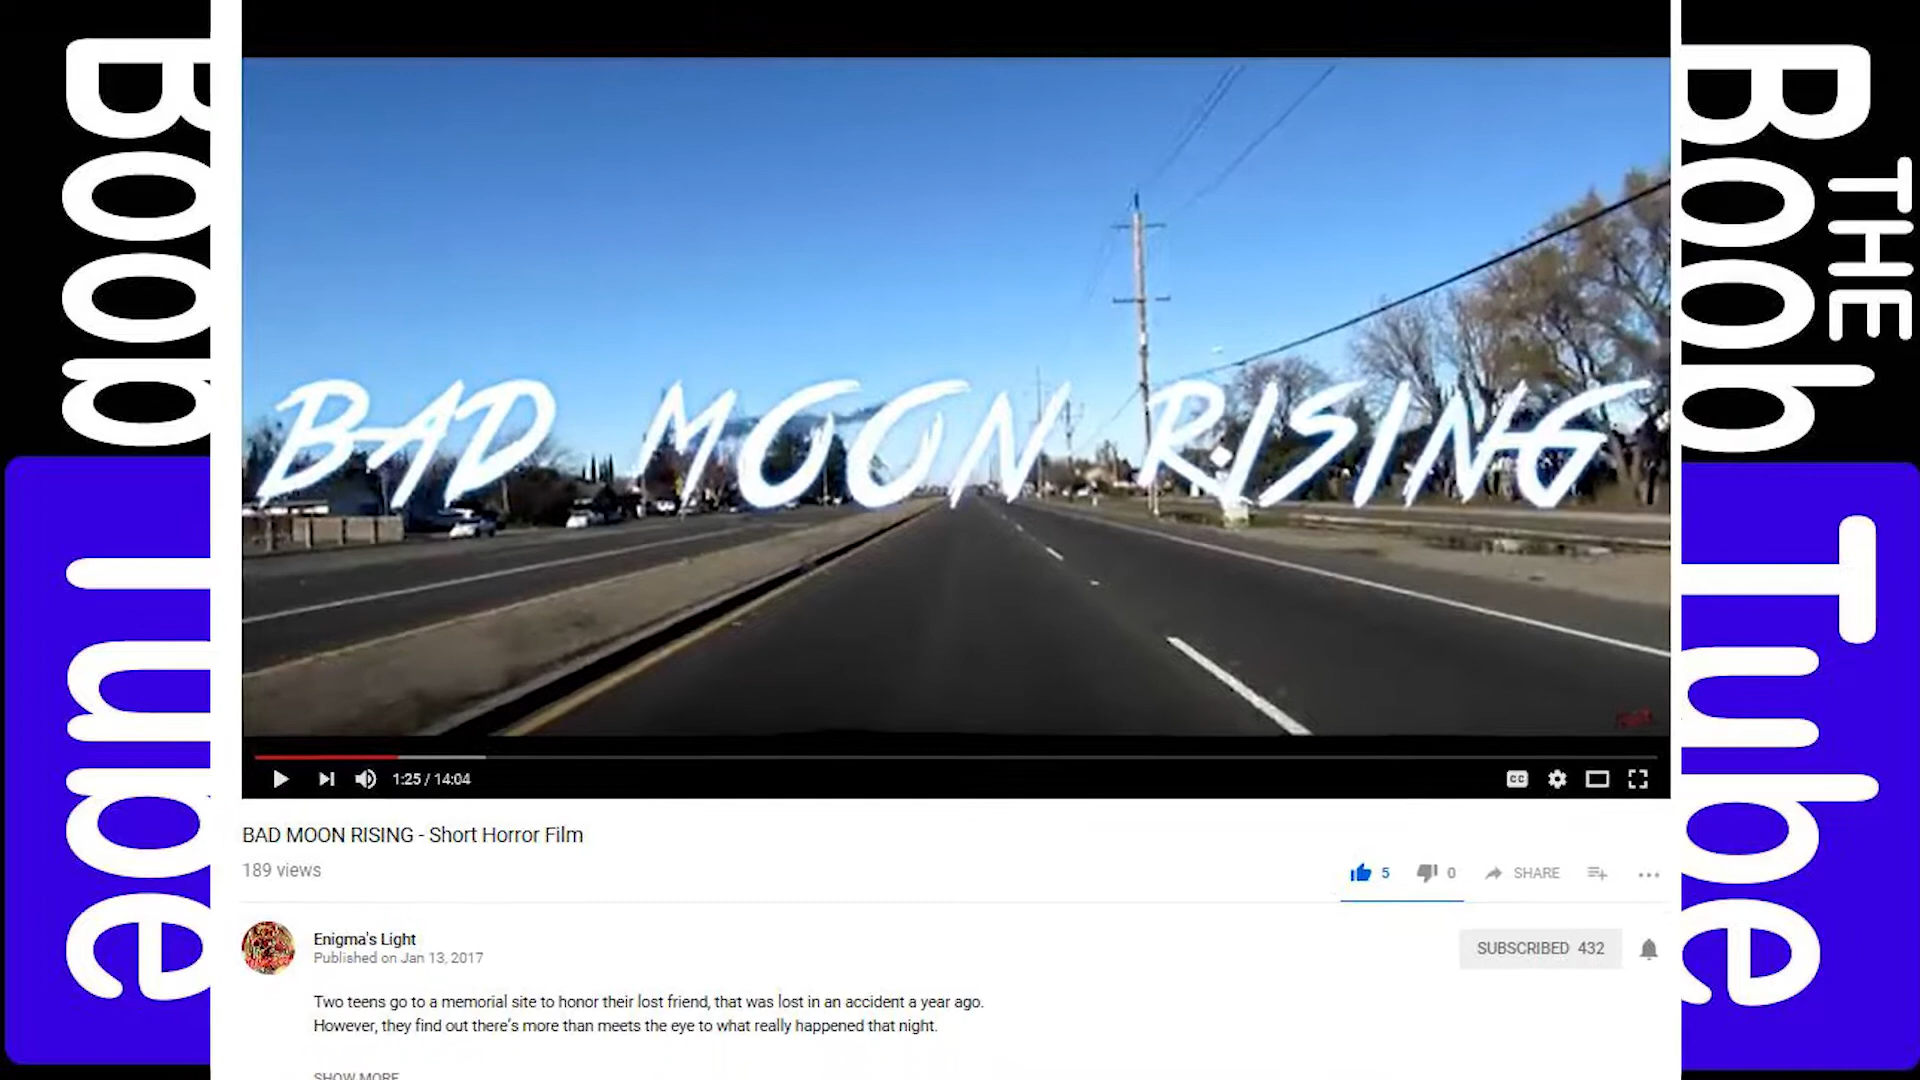 THE
Boob Tube
THE
Boob Tube
BAD MOON RISING
1:25 / 14:04
CC
BAD MOON RISING - Short Horror Film
189 views
5
0
SHARE
Enigma's Light
Published on Jan 13, 2017
SUBSCRIBED 432
Two teens go to a memorial site to honor their lost friend, that was lost in an accident a year ago.
However, they find out there's more than meets the eye to what really happened that night.
SHOW MORE